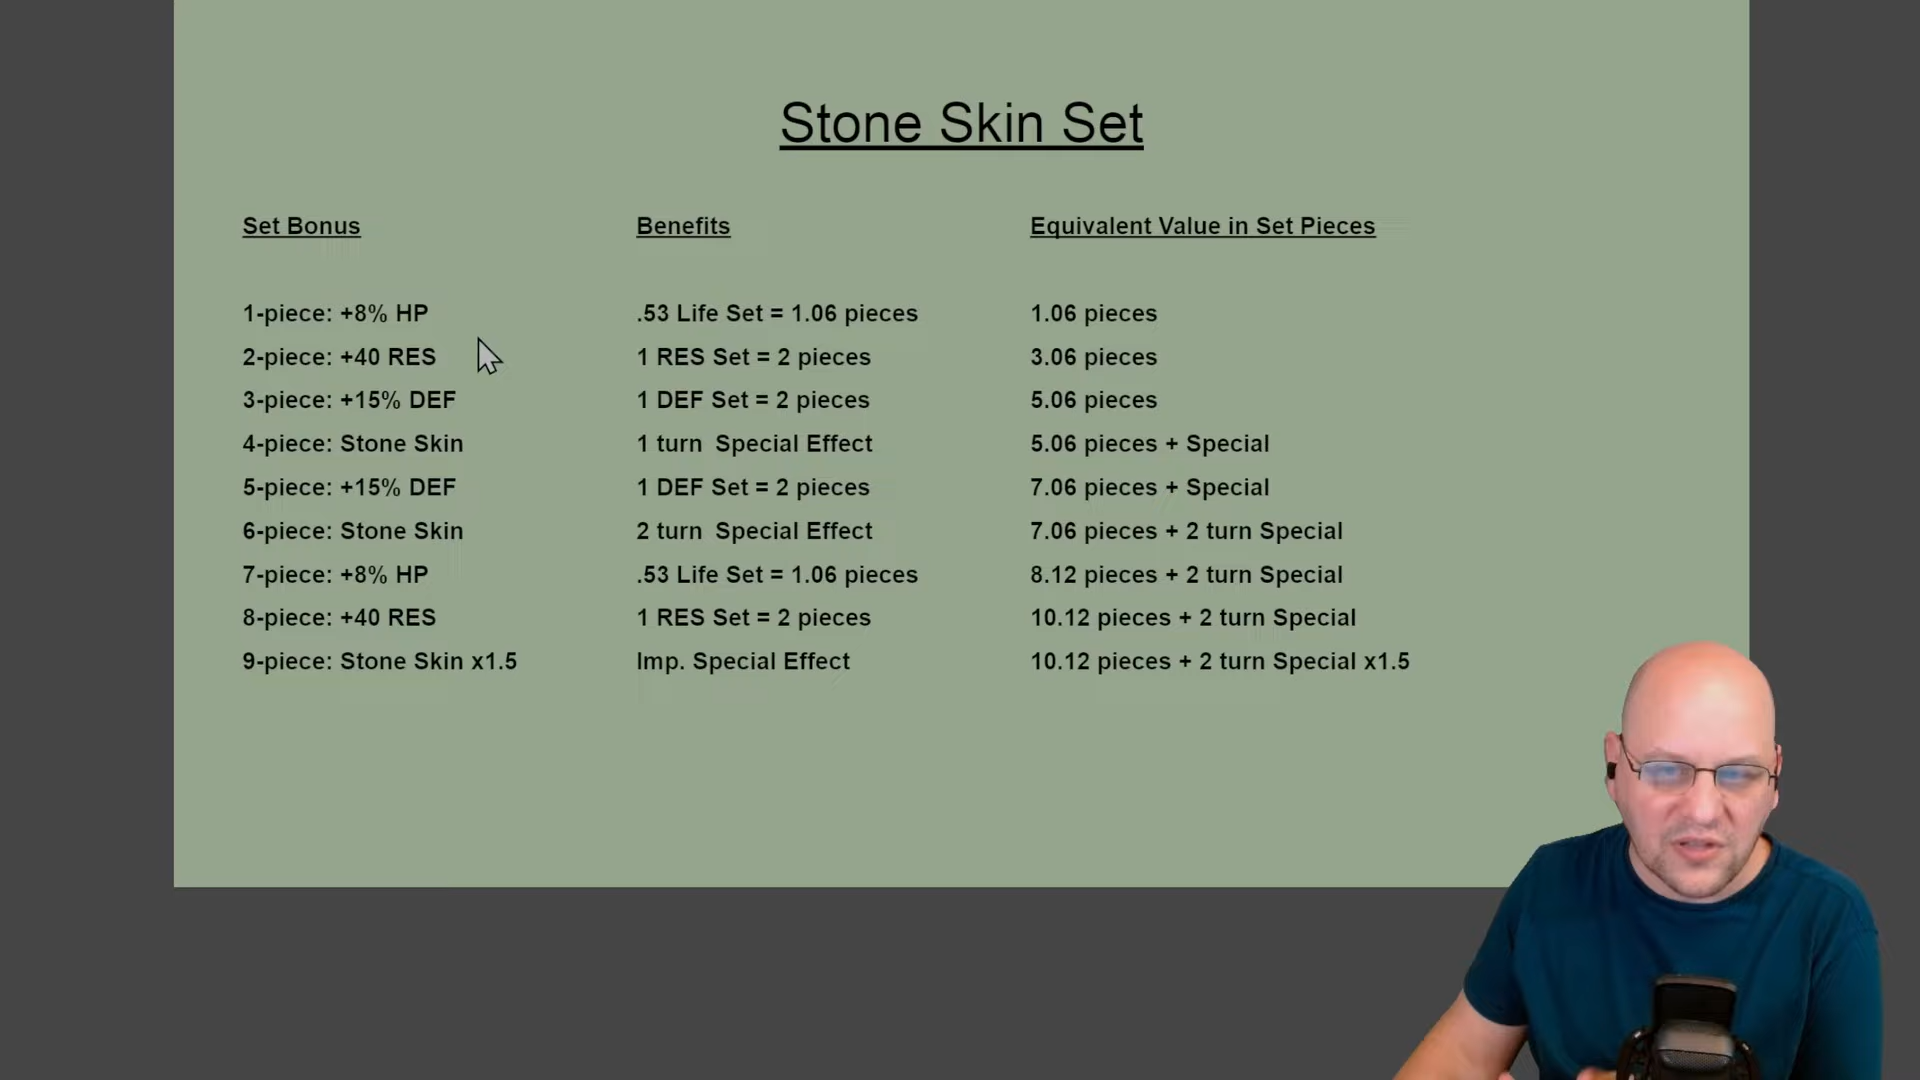 Stone Skin Set
Set Bonus Benefits Equivalent Value in Set Pieces
1-piece: +8% HP .53 Life Set = 1.06 pieces 1.06 pieces
2-piece: +40 RES 1 RES Set = 2 pieces 3.06 pieces
3-piece: +15% DEF 1 DEF Set = 2 pieces 5.06 pieces
4-piece: Stone Skin 1 turn Special Effect 5.06 pieces + Special
5-piece: +15% DEF 1 DEF Set = 2 pieces 7.06 pieces + Special
6-piece: Stone Skin 2 turn Special Effect 7.06 pieces + 2 turn Special
7-piece: +8% HP .53 Life Set = 1.06 pieces 8.12 pieces + 2 turn Special
8-piece: +40 RES 1 RES Set = 2 pieces 10.12 pieces + 2 turn Special
9-piece: Stone Skin x1.5 Imp. Special Effect 10.12 pieces + 2 turn Special x1.5